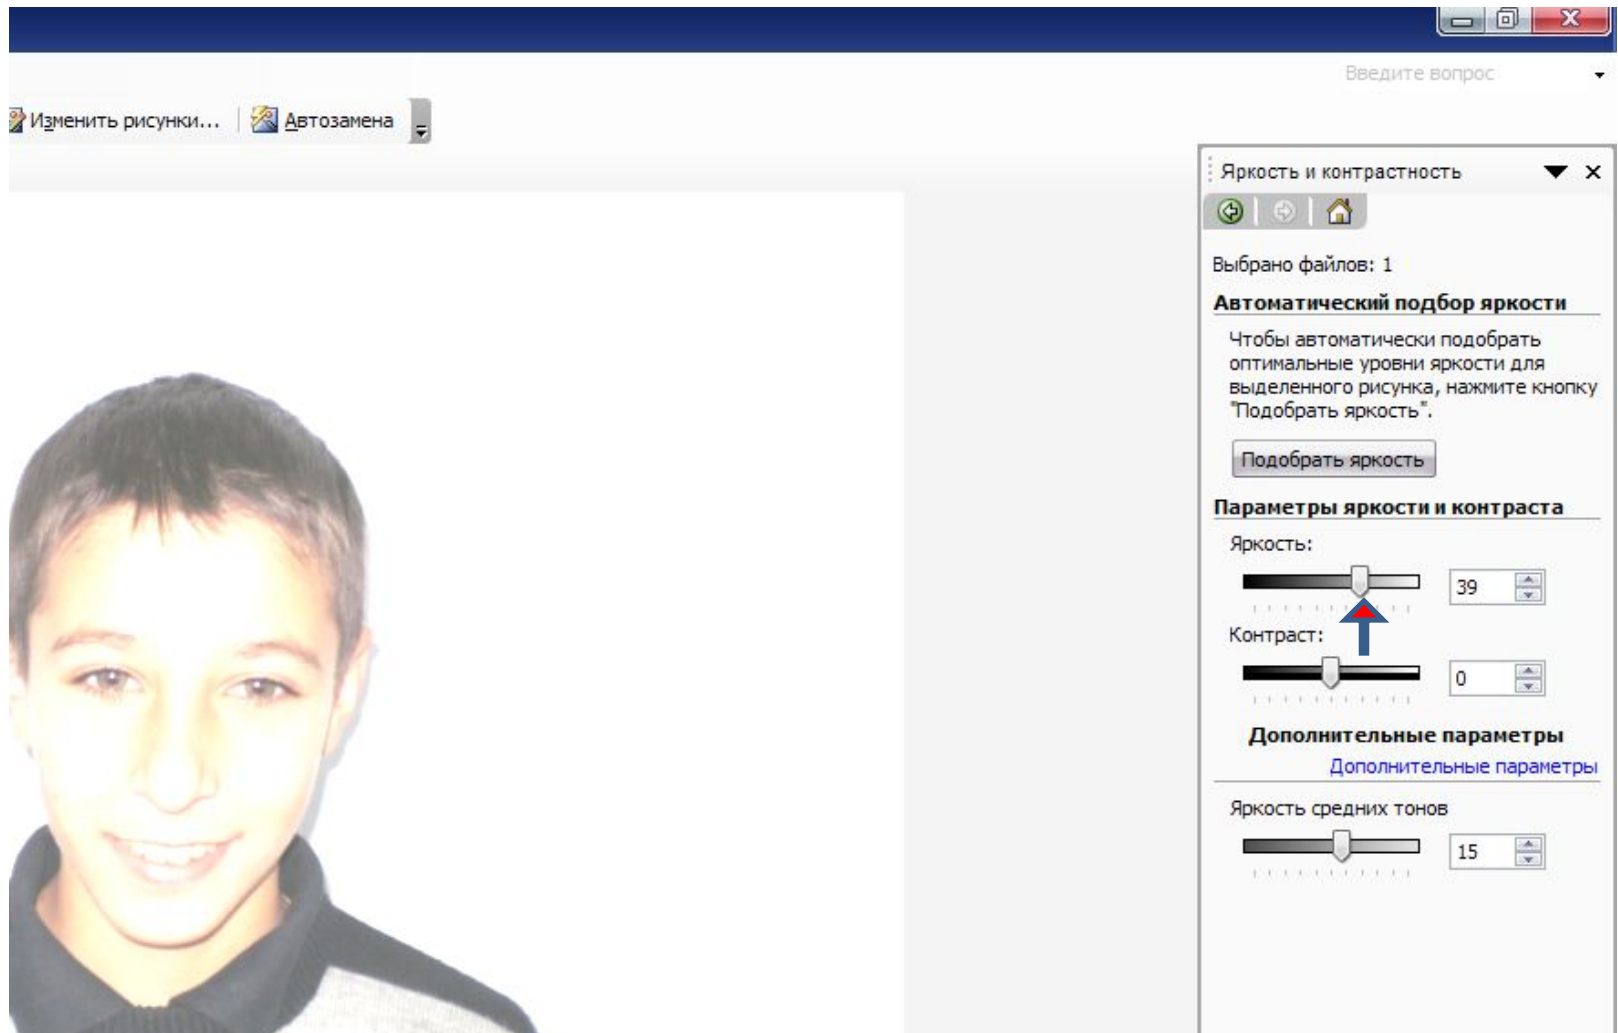 Введите вопрос
Изменить рисунки...
Автозамена
Яркость и контрастность
Выбрано файлов: 1
Автоматический подбор яркости
Чтобы автоматически подобрать
оптимальные уровни яркости для
выделенного рисунка, нажмите кнопку
"Подобрать яркость".
Подобрать яркость
Параметры яркости и контраста
Яркость:
39
Контраст:
0
Дополнительные параметры
Дополнительные параметры
Яркость средних тонов
15